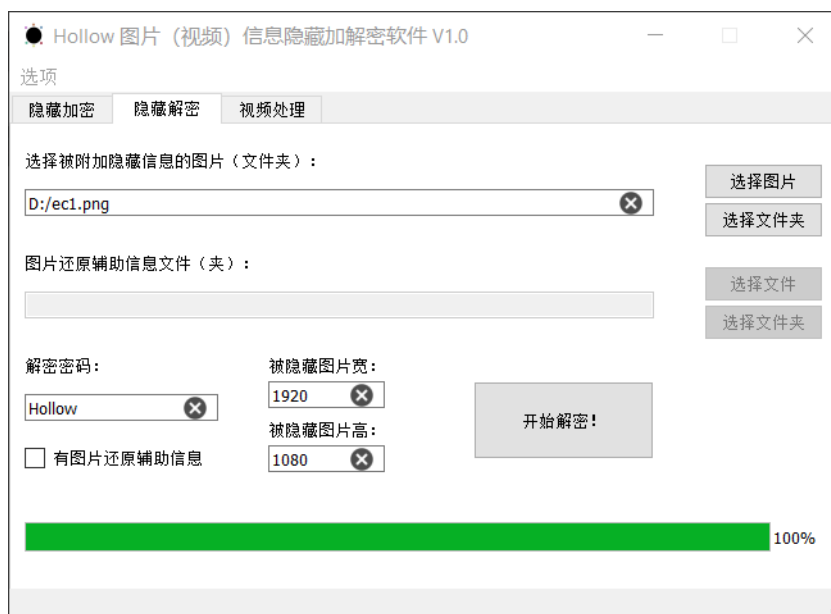 Hollow 图片（视频）信息隐藏加解密软件 V1.0
选项
隐藏加密 隐藏解密 视频处理
选择被附加隐藏信息的图片（文件夹）：
选择图片
D:/ec1.png
选择文件夹
图片还原辅助信息文件（夹）：
选择文件
选择文件夹
解密密码：
被隐藏图片宽：
Hollow
1920
开始解密！
被隐藏图片高：
有图片还原辅助信息
1080
100%